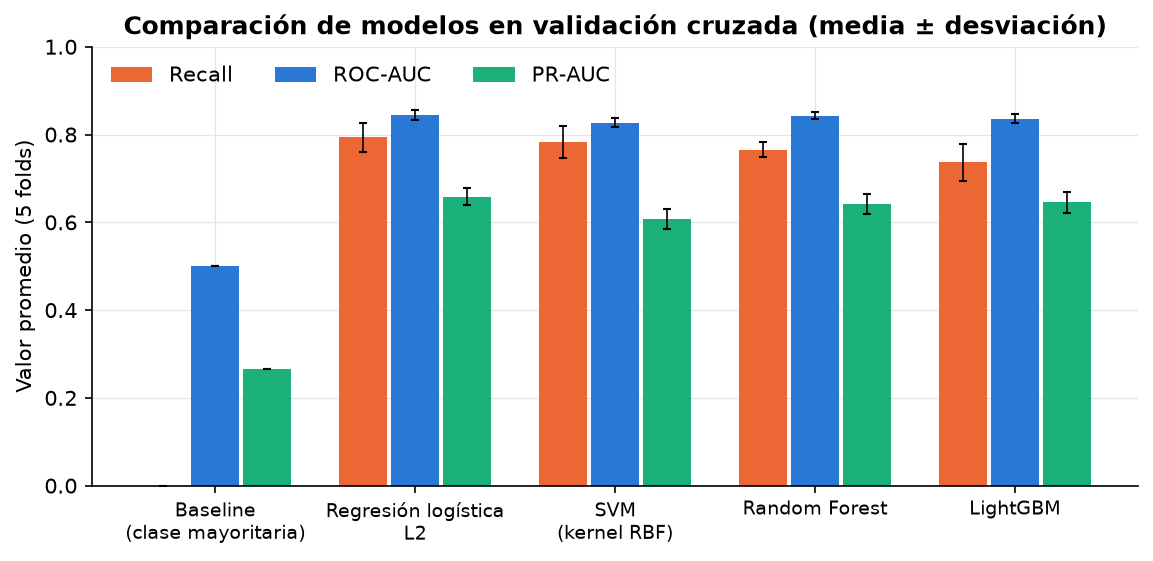 Comparación de modelos en validación cruzada (media ± desviación)
Recall
ROC-AUC
PR-AUC
Valor promedio (5 folds)
1.0
0.8
0.6
0.4
0.2
0.0
Baseline
(clase mayoritaria)
Regresión logística
L2
SVM
(kernel RBF)
Random Forest
LightGBM